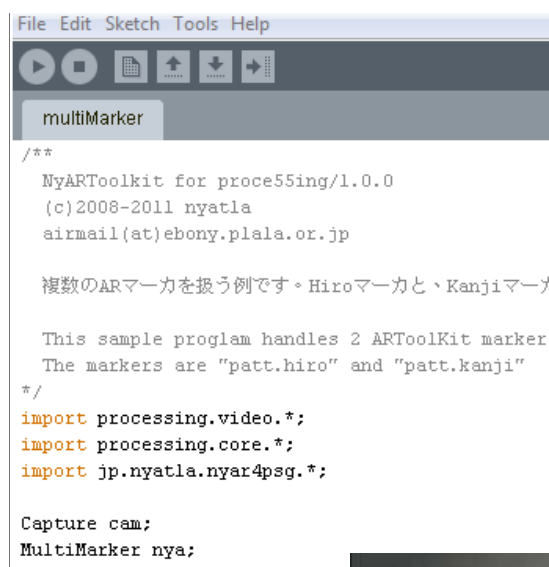 File Edit Sketch Tools Help
multiMarker
/**
NyARToolkit for proce55ing/1.0.0
(c)2008-2011 nyatla
airmail(at)ebony.plala.or.jp
複数のARマーカを扱う例です。Hiroマーカと、Kanjiマーカ
This sample proglam handles 2 ARToolKit marker
The markers are "patt.hiro" and "patt.kanji"
*/
import processing.video.*;
import processing.core.*;
import jp.nyatla.nyar4psg.*;
Capture cam;
MultiMarker nya;